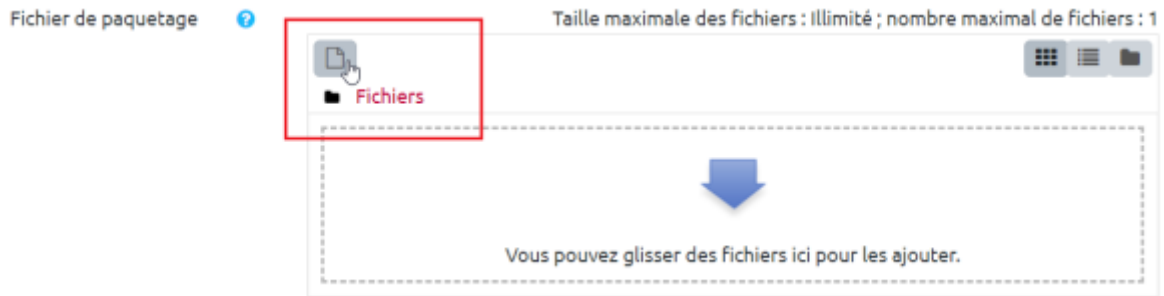 Fichier de paquetage
Taille maximale des fichiers : Illimité ; nombre maximal de fichiers : 1
Fichiers
Vous pouvez glisser des fichiers ici pour les ajouter.